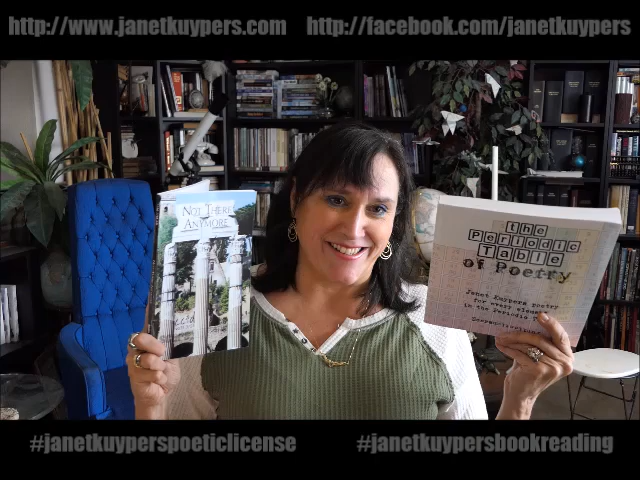 http://www.janetkuypers.com http://facebook.com/janetkuypers
NOT THERE
ANYMORE
the
Periodic
Table
of Poetry
Janet Kuypers poetry
for every element
in the Periodic
#janetkuyperspoeticlicense #janetkuypersbookreading